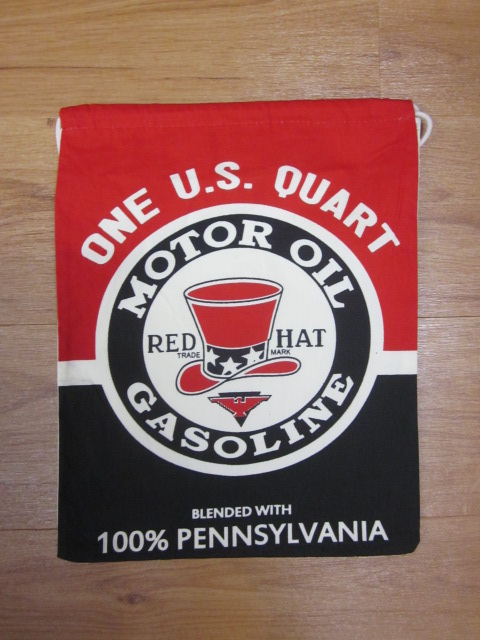 ONE U.S. QUART
MOTOR OIL
RED HAT
TRADE MARK
GASOLINE
BLENDED WITH
100% PENNSYLVANIA